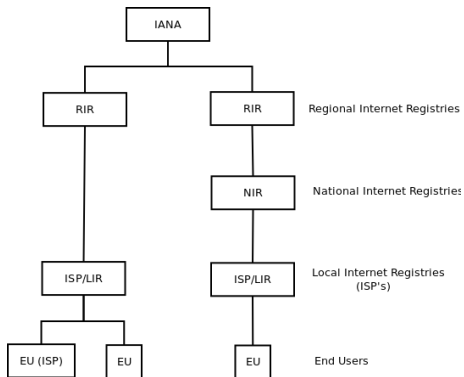 IANA
RIR
RIR
Regional Internet Registries
NIR
National Internet Registries
ISP/LIR
ISP/LIR
Local Internet Registries
(ISP's)
EU (ISP)
EU
EU
End Users